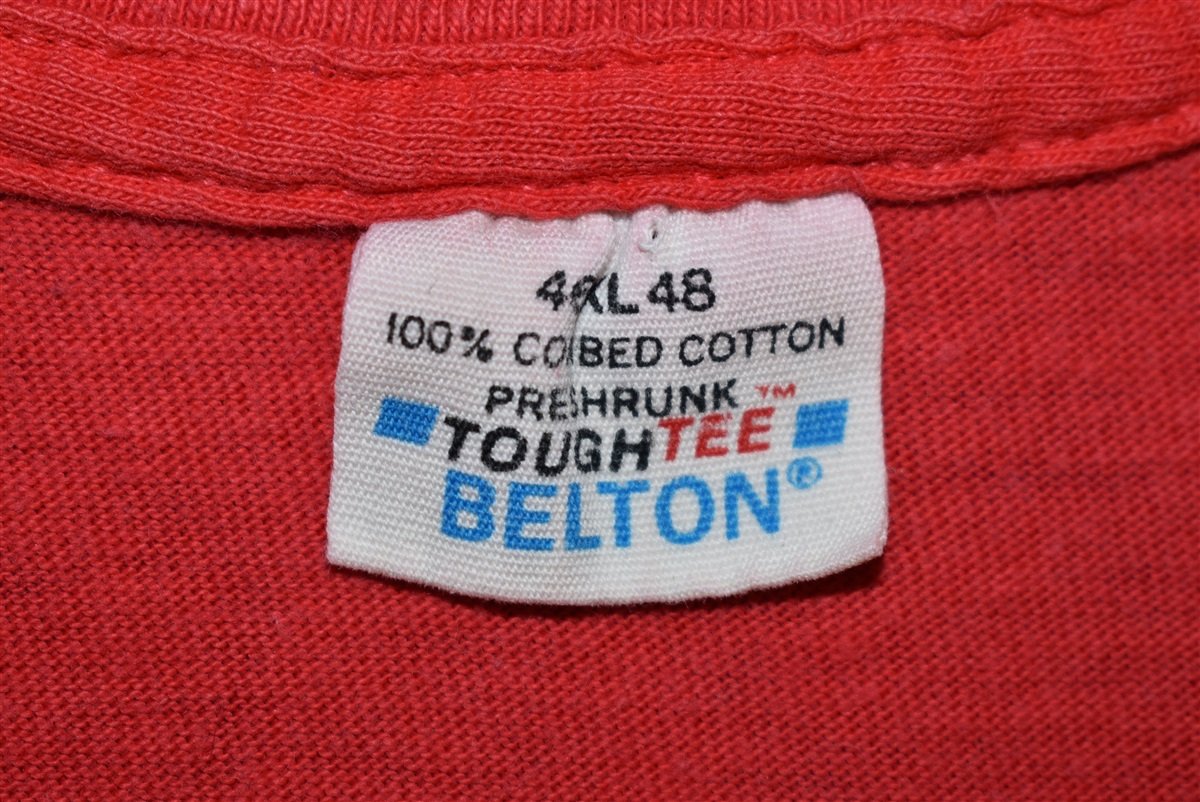 4XL 48
100% COMBED COTTON
PRESHRUNK
TOUGHTEE™
BELTON®